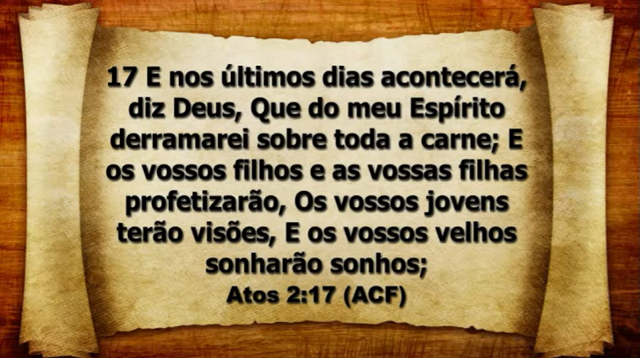 17 E nos últimos dias acontecerá,
diz Deus, Que do meu Espírito
derramarei sobre toda a carne; E
os vossos filhos e as vossas filhas
profetizarão, Os vossos jovens
terão visões, E os vossos velhos
sonharão sonhos;
Atos 2:17 (ACF)